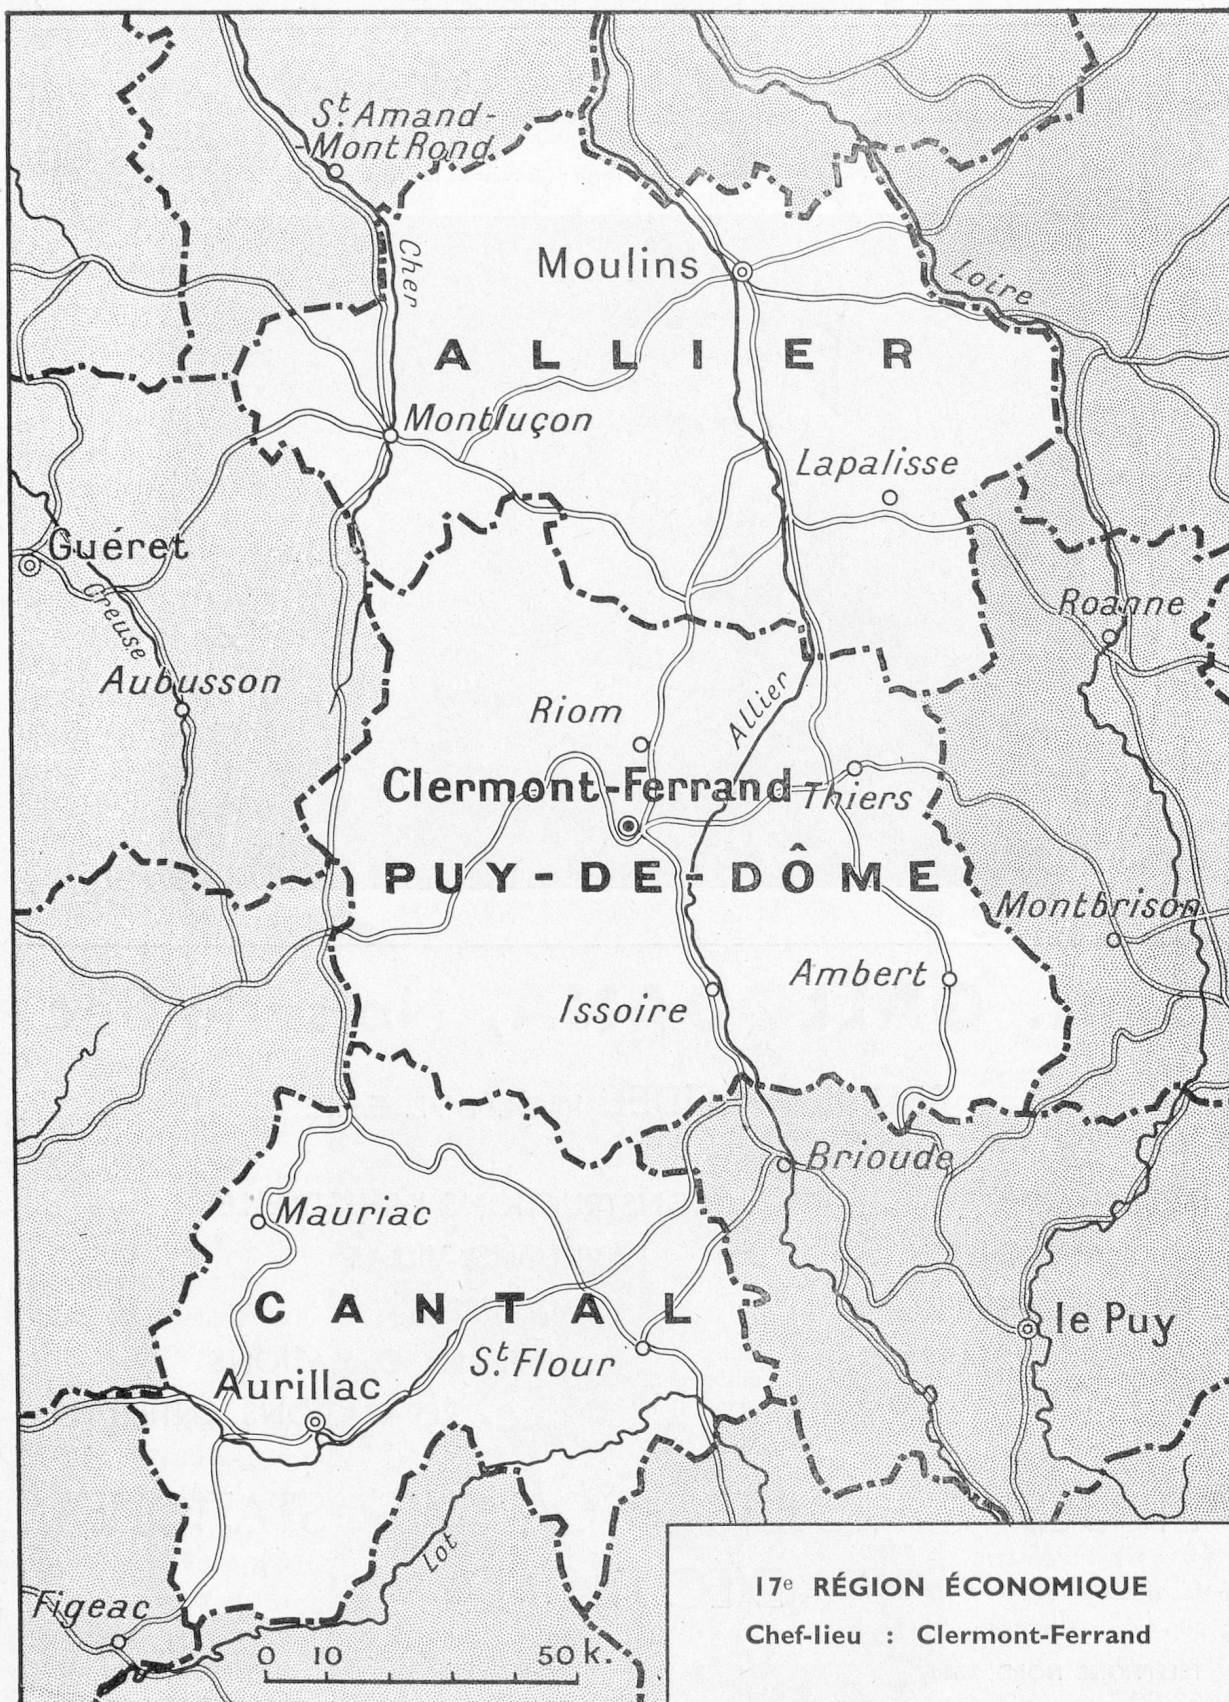 St. Amand-
-Mont Rond
Cher
Moulins
Loire
ALLIER
Montluçon
Lapalisse
Guéret
Creuse
Roanne
Aubusson
Riom
Allier
Clermont-Ferrand
Thiers
PUY-DE-DÔME
Montbrison
Ambert
Issoire
Brioude
Mauriac
CANTAL
le Puy
St. Flour
Aurillac
Lot
Figeac
0 10 50 k.
17e RÉGION ÉCONOMIQUE
Chef-lieu : Clermont-Ferrand